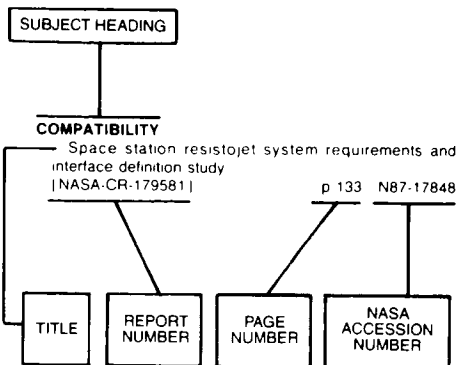 SUBJECT HEADING
COMPATIBILITY
Space station resistojet system requirements and
interface definition study
[NASA-CR-179581]
p 133 N87-17848
TITLE
REPORT
NUMBER
PAGE
NUMBER
NASA
ACCESSION
NUMBER